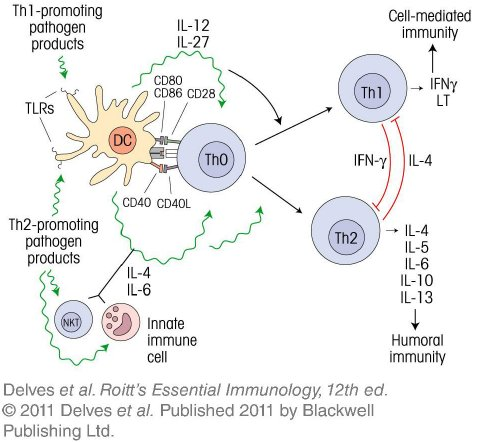 Th1-promoting
pathogen
products
IL-12
IL-27
Cell-mediated
immunity
TLRs
CD80
CD86
CD28
DC
Th0
Th1
IFNγ
LT
IFN-γ
IL-4
CD40
CD40L
Th2-promoting
pathogen
products
Th2
IL-4
IL-5
IL-6
IL-10
IL-13
IL-4
IL-6
NKT
Innate
immune
cell
Humoral
immunity
Delves et al. Roitt's Essential Immunology, 12th ed.
© 2011 Delves et al. Published 2011 by Blackwell
Publishing Ltd.